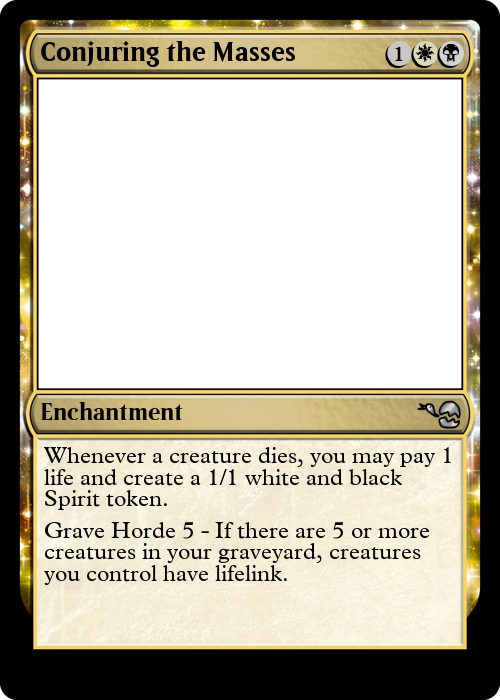 Conjuring the Masses 1
Enchantment
Whenever a creature dies, you may pay 1
life and create a 1/1 white and black
Spirit token.
Grave Horde 5 - If there are 5 or more
creatures in your graveyard, creatures
you control have lifelink.